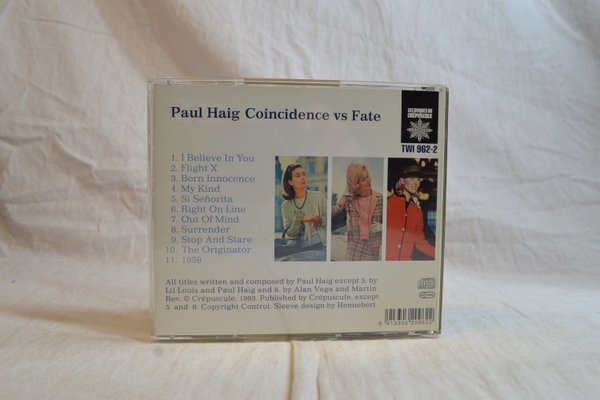 Paul Haig Coincidence vs Fate
LES DISQUES DU
CRÉPUSCULE
TWI 962-2
1. I Believe In You
2. Flight X
3. Born Innocence
4. My Kind
5. Si Señorita
6. Right On Line
7. Out Of Mind
8. Surrender
9. Stop And Stare
10. The Originator
11. 1959
All titles written and composed by Paul Haig except 5. by
Lil Louis and Paul Haig and 8. by Alan Vega and Martin
Rev. © Crépuscule, 1993. Published by Crépuscule, except
5. and 8. Copyright Control. Sleeve design by Hennebert.